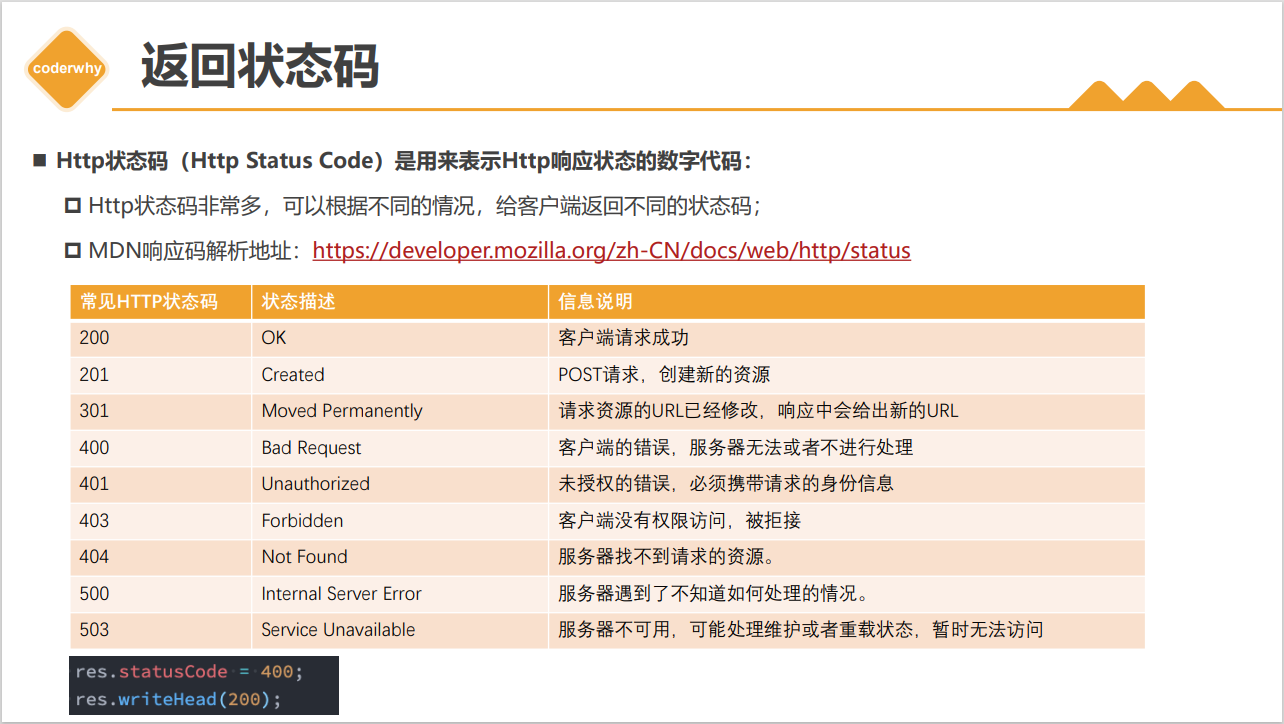 coderwhy
返回状态码
Http状态码（Http Status Code）是用来表示Http响应状态的数字代码：
Http状态码非常多，可以根据不同的情况，给客户端返回不同的状态码；
MDN响应码解析地址：https://developer.mozilla.org/zh-CN/docs/web/http/status
常见HTTP状态码 状态描述 信息说明
200 OK 客户端请求成功
201 Created POST请求，创建新的资源
301 Moved Permanently 请求资源的URL已经修改，响应中会给出新的URL
400 Bad Request 客户端的错误，服务器无法或者不进行处理
401 Unauthorized 未授权的错误，必须携带请求的身份信息
403 Forbidden 客户端没有权限访问，被拒接
404 Not Found 服务器找不到请求的资源。
500 Internal Server Error 服务器遇到了不知道如何处理的情况。
503 Service Unavailable 服务器不可用，可能处理维护或者重载状态，暂时无法访问
res.statusCode = 400;
res.writeHead(200);